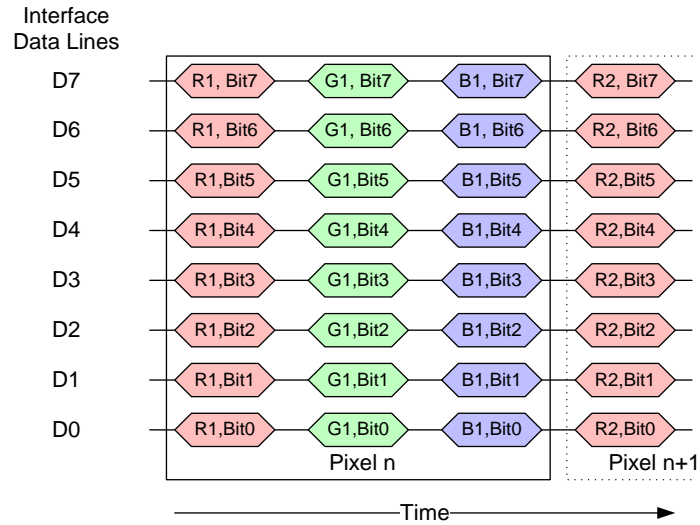 Interface
Data Lines
D7 R1, Bit7 G1, Bit7 B1, Bit7 R2, Bit7
D6 R1, Bit6 G1, Bit6 B1, Bit6 R2, Bit6
D5 R1,Bit5 G1,Bit5 B1,Bit5 R2,Bit5
D4 R1,Bit4 G1,Bit4 B1,Bit4 R2,Bit4
D3 R1,Bit3 G1,Bit3 B1,Bit3 R2,Bit3
D2 R1,Bit2 G1,Bit2 B1,Bit2 R2,Bit2
D1 R1,Bit1 G1,Bit1 B1,Bit1 R2,Bit1
D0 R1,Bit0 G1,Bit0 B1,Bit0 R2,Bit0
Pixel n Pixel n+1
Time